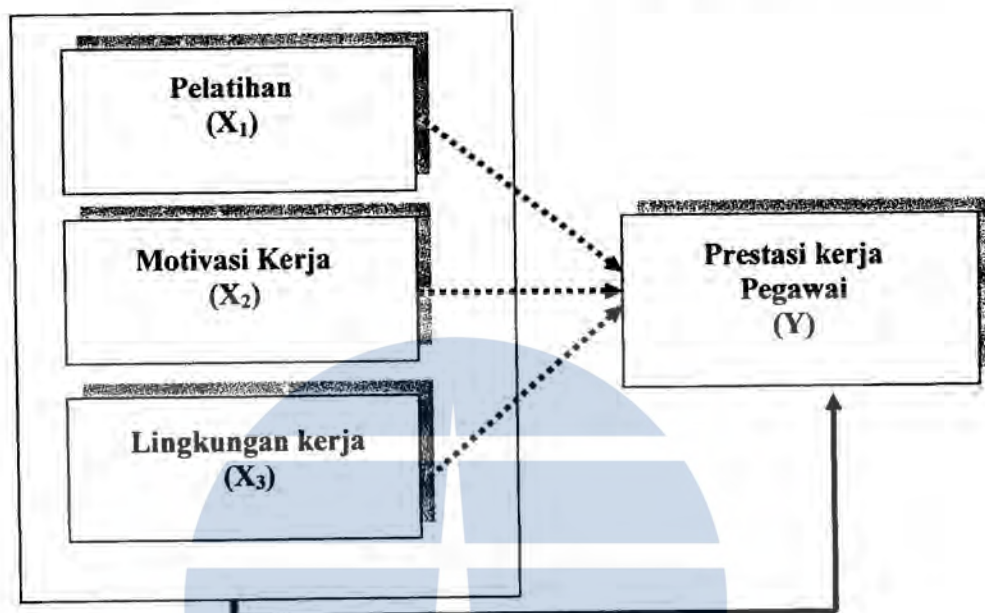 Pelatihan
(X₁)
Motivasi Kerja
(X₂)
Lingkungan kerja
(X₃)
Prestasi kerja
Pegawai
(Y)